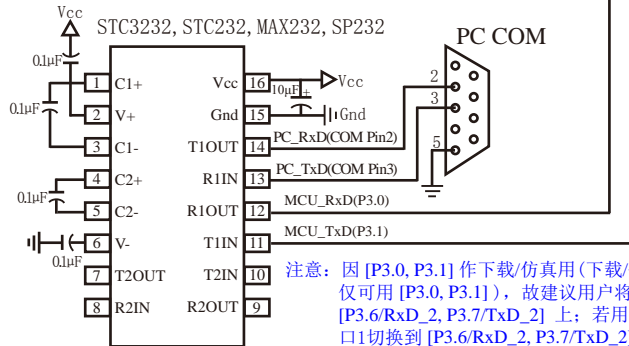 Vcc
STC3232, STC232, MAX232, SP232
PC COM
0.1μF
1 C1+ Vcc 16 Vcc
10μF +
0.1μF
2 V+ Gnd 15 Gnd
3 C1- T1OUT 14 PC_RxD(COM Pin2)
4 C2+ R1IN 13 PC_TxD(COM Pin3)
0.1μF
5 C2- R1OUT 12 MCU_RxD(P3.0)
6 V- T1IN 11 MCU_TxD(P3.1)
0.1μF
7 T2OUT T2IN 10
8 R2IN R2OUT 9
2
3
5
注意：因 [P3.0, P3.1] 作下载/仿真用(下载/
仅可用 [P3.0, P3.1] )，故建议用户将
[P3.6/RxD_2, P3.7/TxD_2] 上；若用
口1切换到 [P3.6/RxD_2, P3.7/TxD_2]